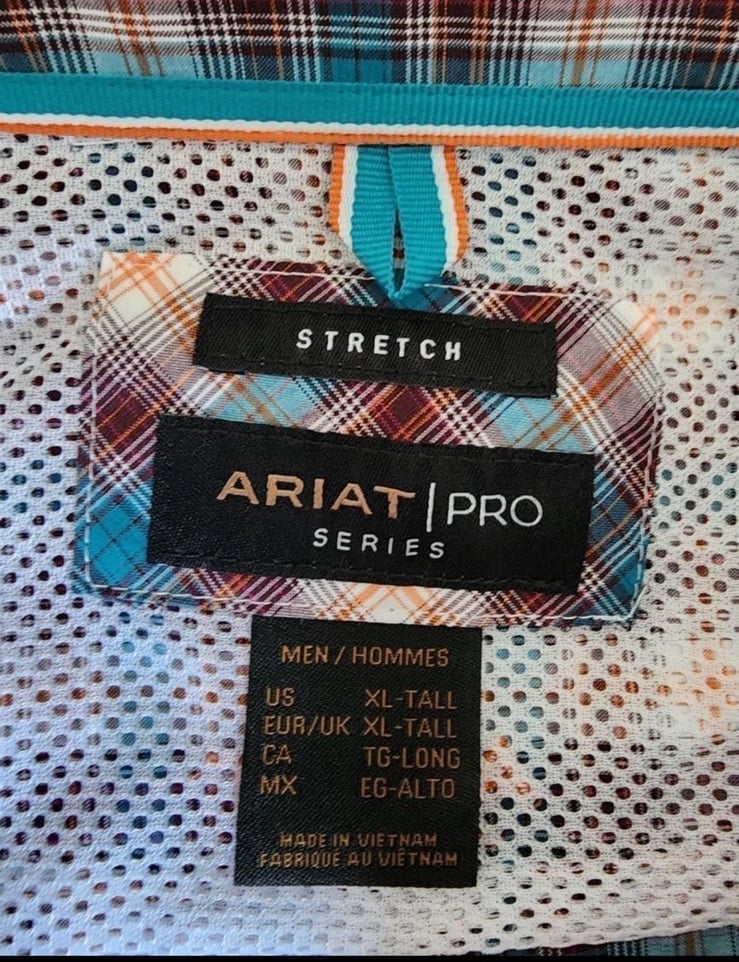 STRETCH
ARIAT | PRO
SERIES
MEN / HOMMES
US XL-TALL
EUR/UK XL-TALL
CA TG-LONG
MX EG-ALTO
MADE IN VIETNAM
FABRIQUÉ AU VIÊTNAM